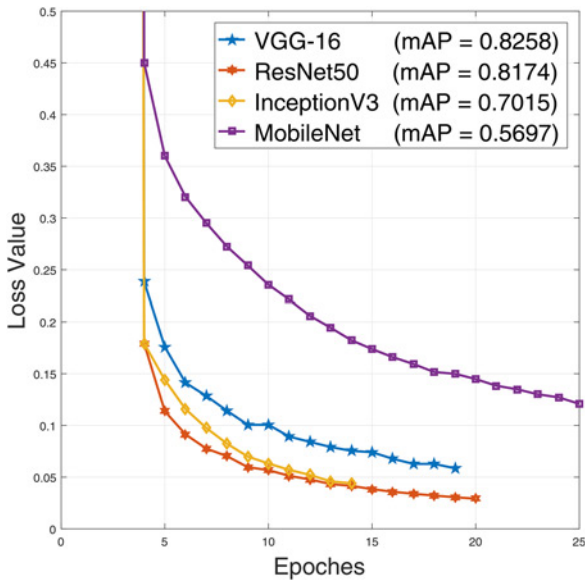 0.5
0.45
0.4
0.35
0.3
0.25
0.2
0.15
0.1
0.05
0
Loss Value
VGG-16 (mAP = 0.8258)
ResNet50 (mAP = 0.8174)
InceptionV3 (mAP = 0.7015)
MobileNet (mAP = 0.5697)
0 5 10 15 20 25
Epoches